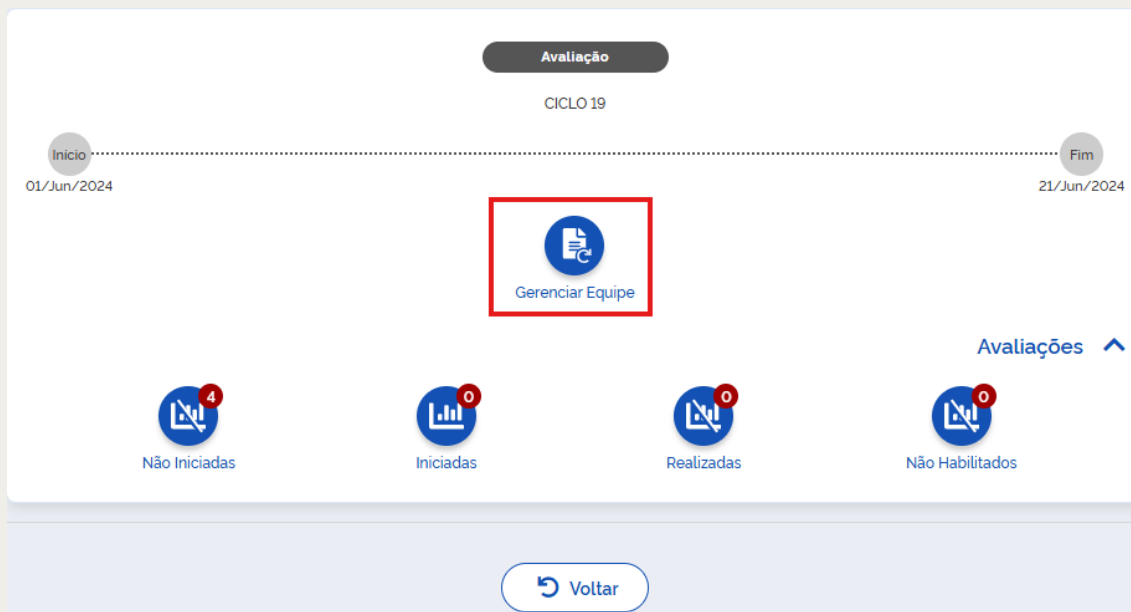 Avaliação
CICLO 19
Início
Fim
01/Jun/2024
21/Jun/2024
Gerenciar Equipe
Avaliações
4
0
0
0
Não Iniciadas
Iniciadas
Realizadas
Não Habilitados
Voltar